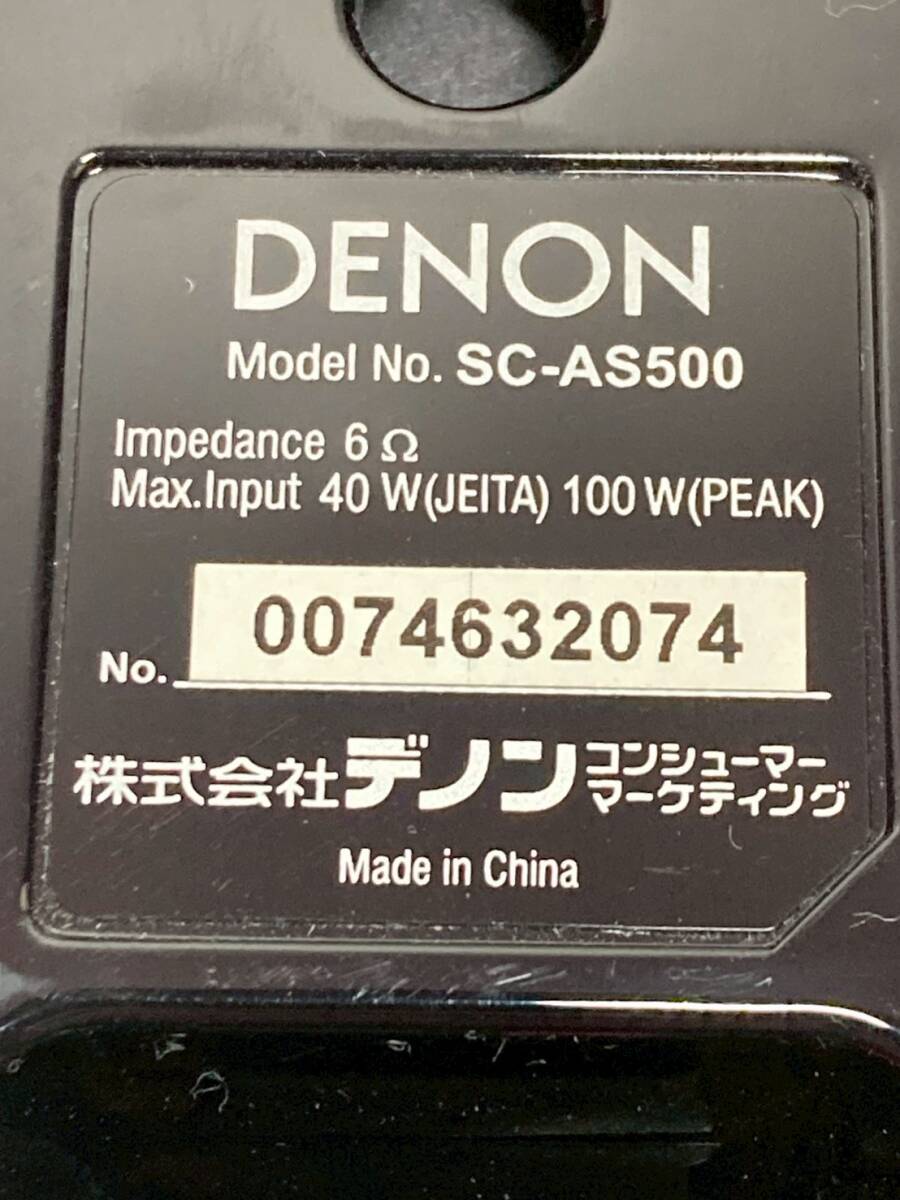 DENON
Model No. SC-AS500
Impedance 6 Ω
Max.Input 40 W(JEITA) 100 W(PEAK)
No. 0074632074
株式会社デノン コンシューマー
マーケティング
Made in China